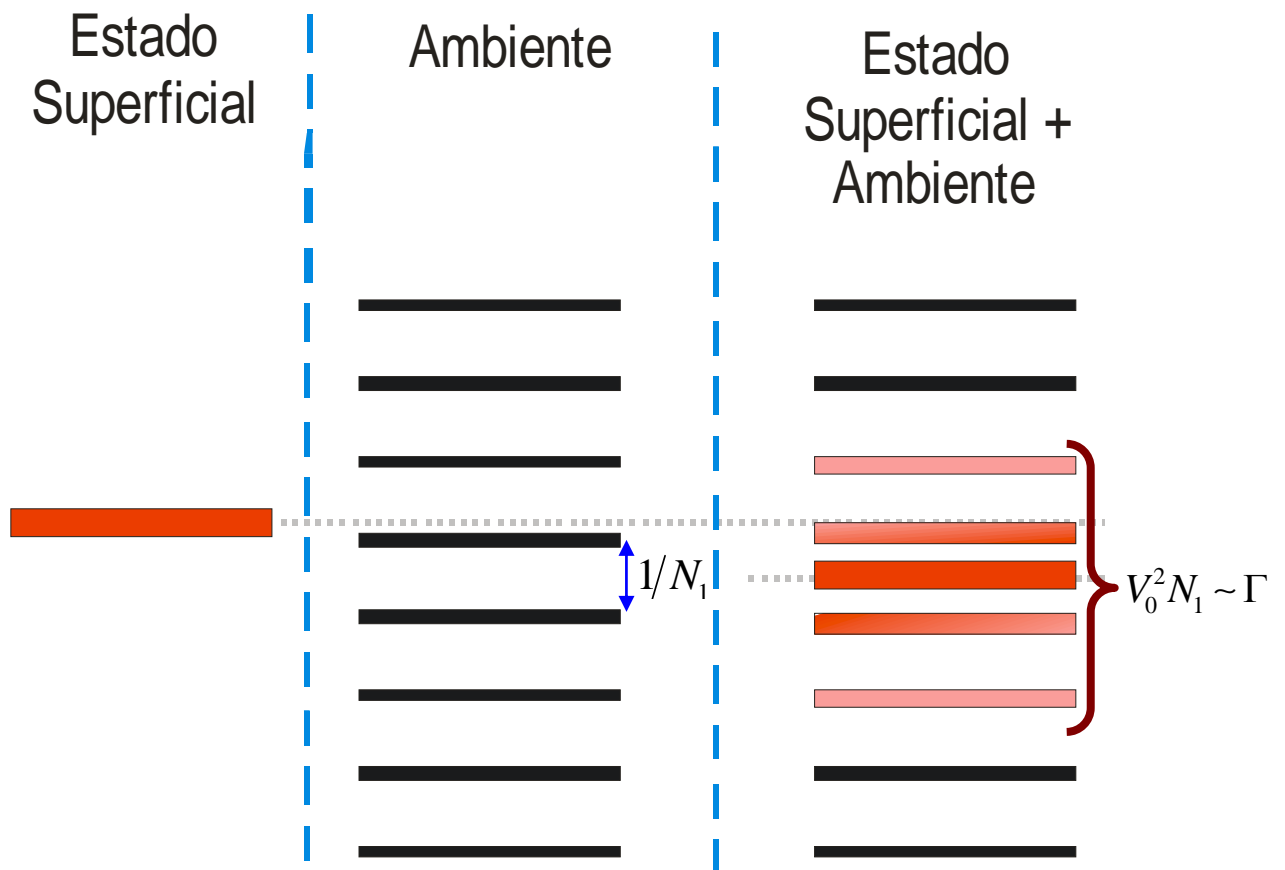 Estado
Superficial
Ambiente
Estado
Superficial +
Ambiente
1/N₁
V₀²N₁ ~ Γ